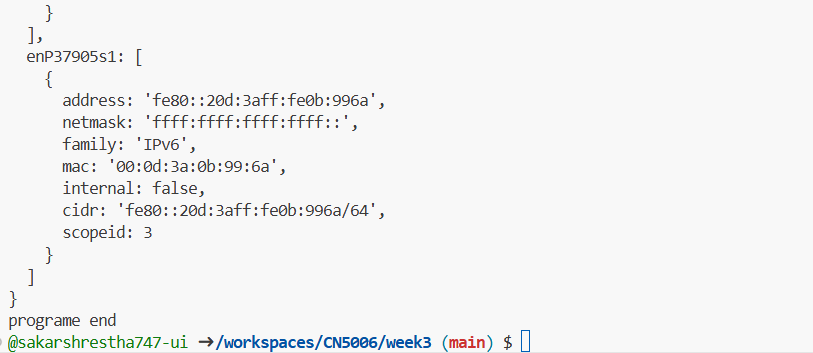 }
  ],
  enP37905s1: [
    {
      address: 'fe80::20d:3aff:fe0b:996a',
      netmask: 'ffff:ffff:ffff:ffff::',
      family: 'IPv6',
      mac: '00:0d:3a:0b:99:6a',
      internal: false,
      cidr: 'fe80::20d:3aff:fe0b:996a/64',
      scopeid: 3
    }
  ]
}
programe end
@sakarshrestha747-ui ➜/workspaces/CN5006/week3 (main) $